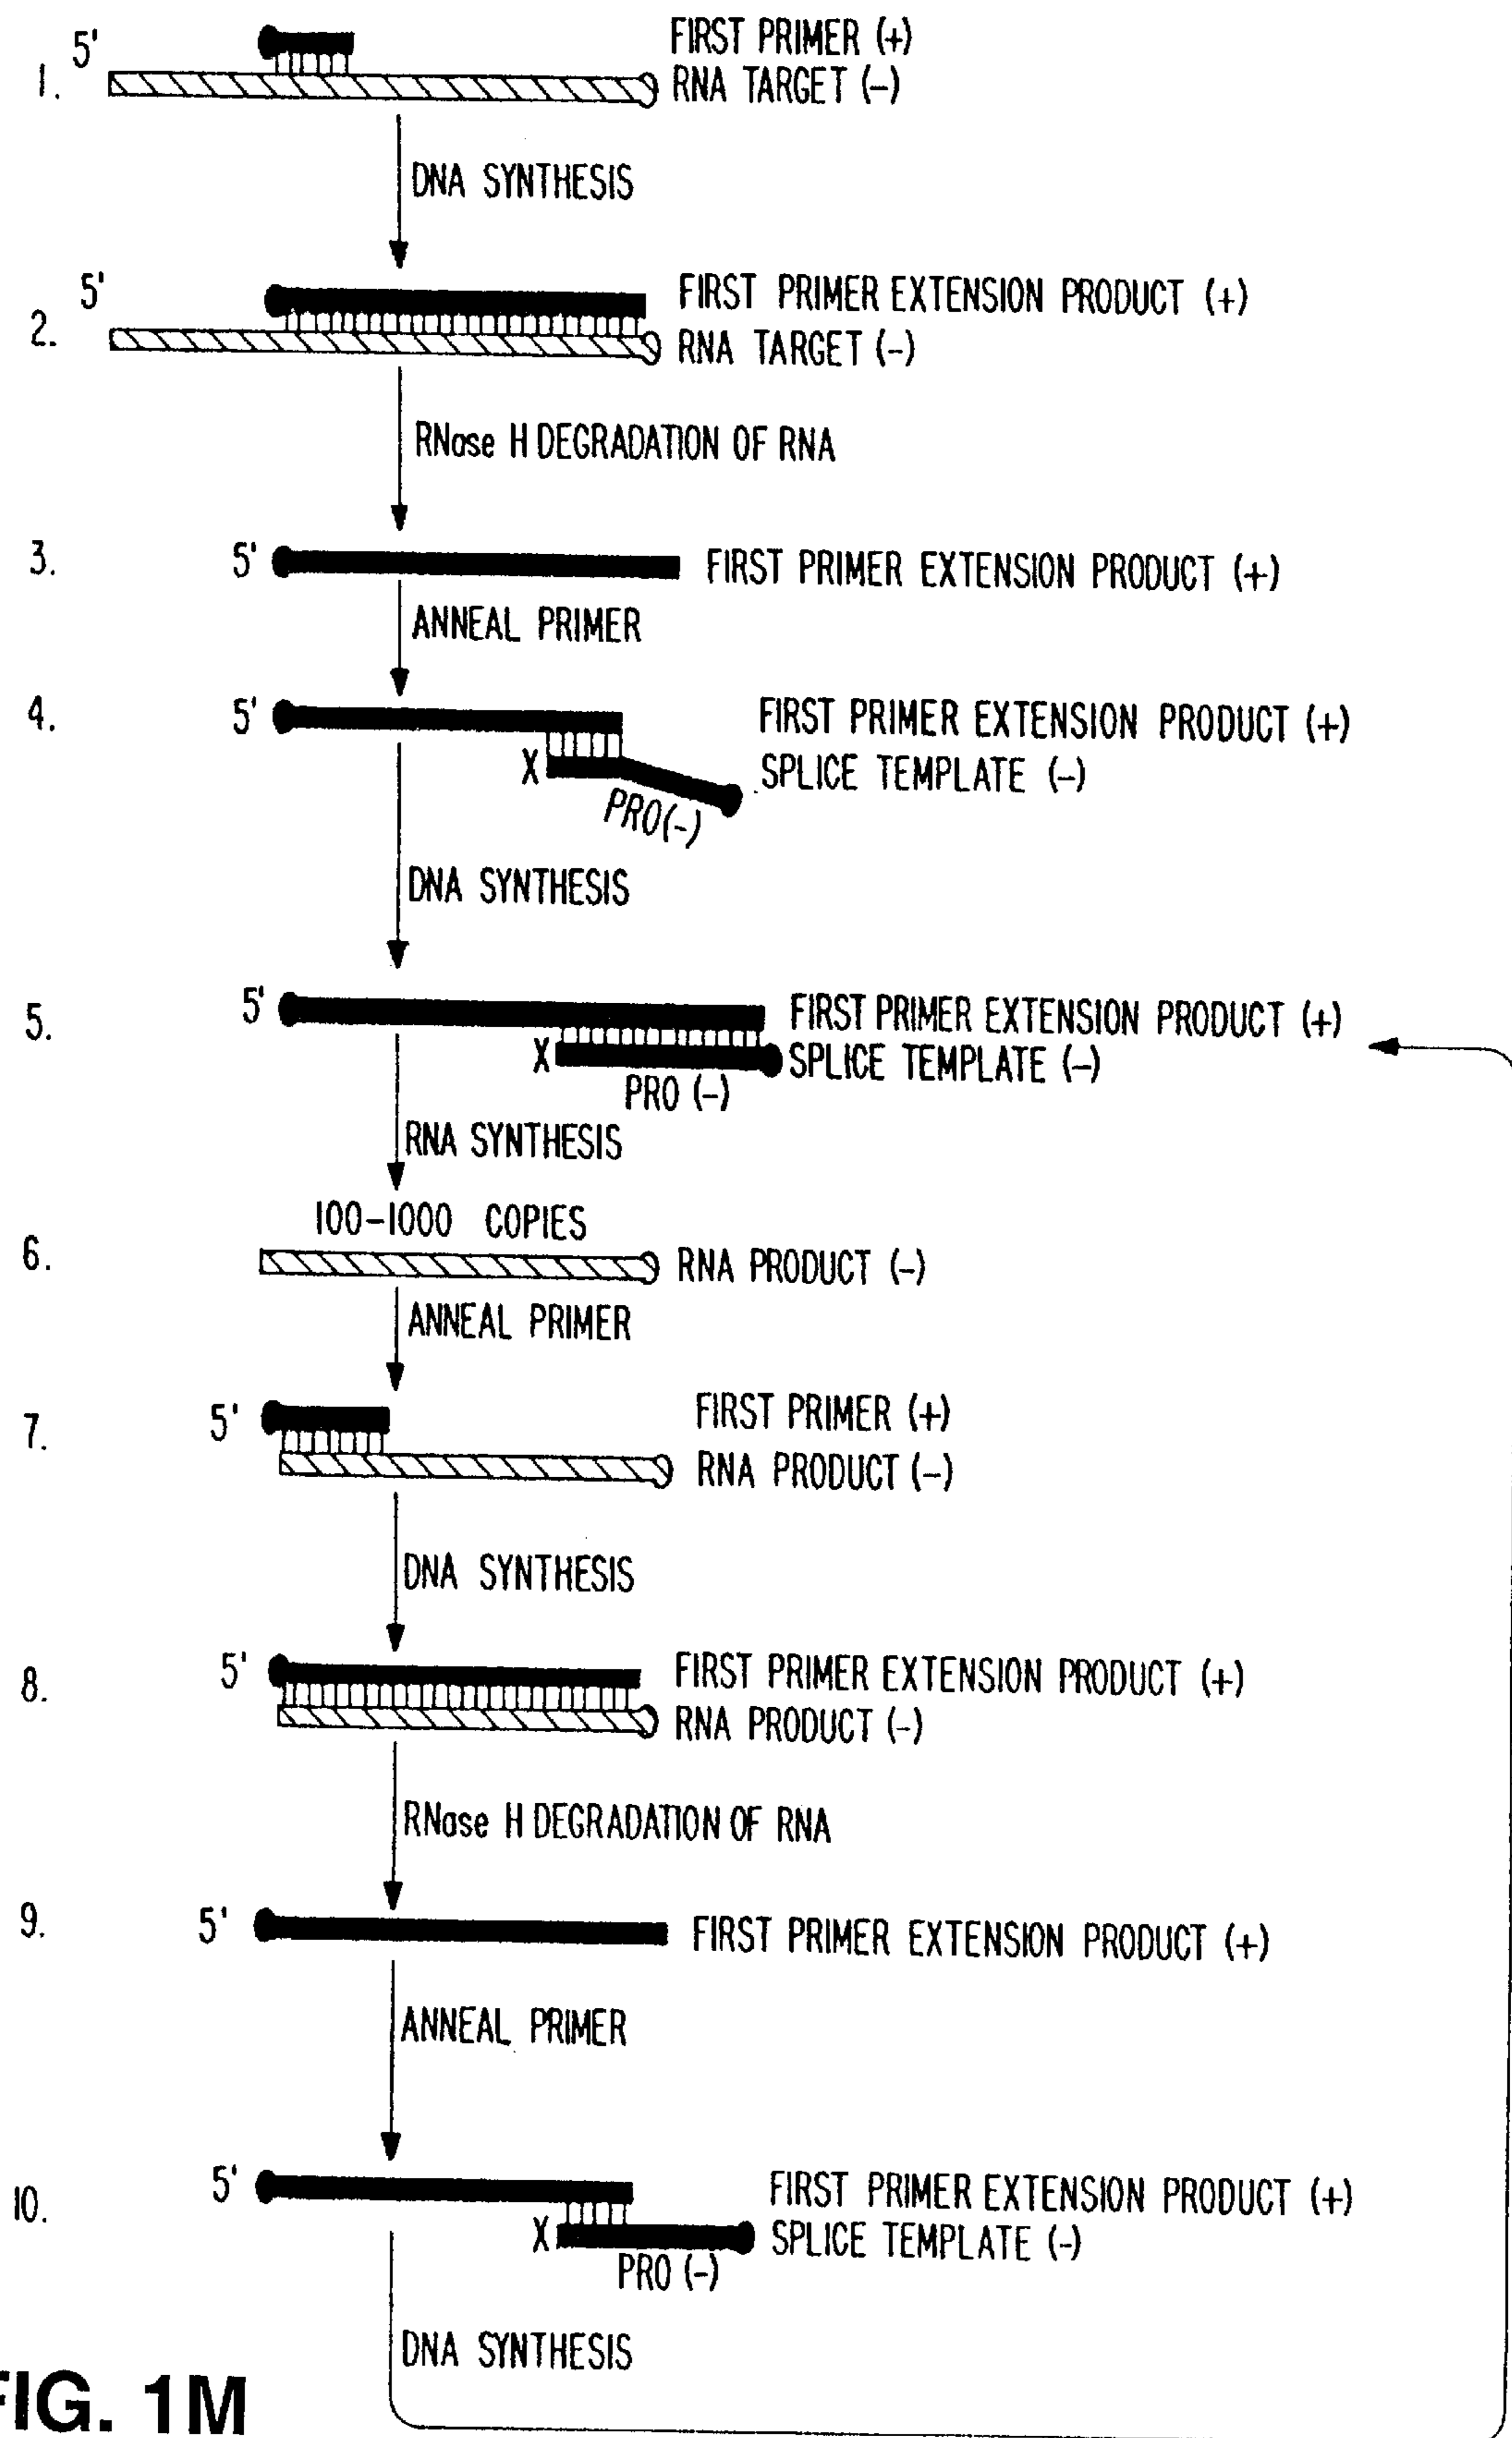 5'
FIRST PRIMER (+)
1.
RNA TARGET (-)
DNA SYNTHESIS
5'
FIRST PRIMER EXTENSION PRODUCT (+)
2.
RNA TARGET (-)
RNase H DEGRADATION OF RNA
3.
5'
FIRST PRIMER EXTENSION PRODUCT (+)
ANNEAL PRIMER
4.
5'
FIRST PRIMER EXTENSION PRODUCT (+)
X
SPLICE TEMPLATE (-)
PRO(-)
DNA SYNTHESIS
5.
5'
FIRST PRIMER EXTENSION PRODUCT (+)
X
SPLICE TEMPLATE (-)
PRO (-)
RNA SYNTHESIS
100-1000 COPIES
6.
RNA PRODUCT (-)
ANNEAL PRIMER
7.
5'
FIRST PRIMER (+)
RNA PRODUCT (-)
DNA SYNTHESIS
8.
5'
FIRST PRIMER EXTENSION PRODUCT (+)
RNA PRODUCT (-)
RNase H DEGRADATION OF RNA
9.
5'
FIRST PRIMER EXTENSION PRODUCT (+)
ANNEAL PRIMER
10.
5'
FIRST PRIMER EXTENSION PRODUCT (+)
X
SPLICE TEMPLATE (-)
PRO (-)
DNA SYNTHESIS
FIG. 1M